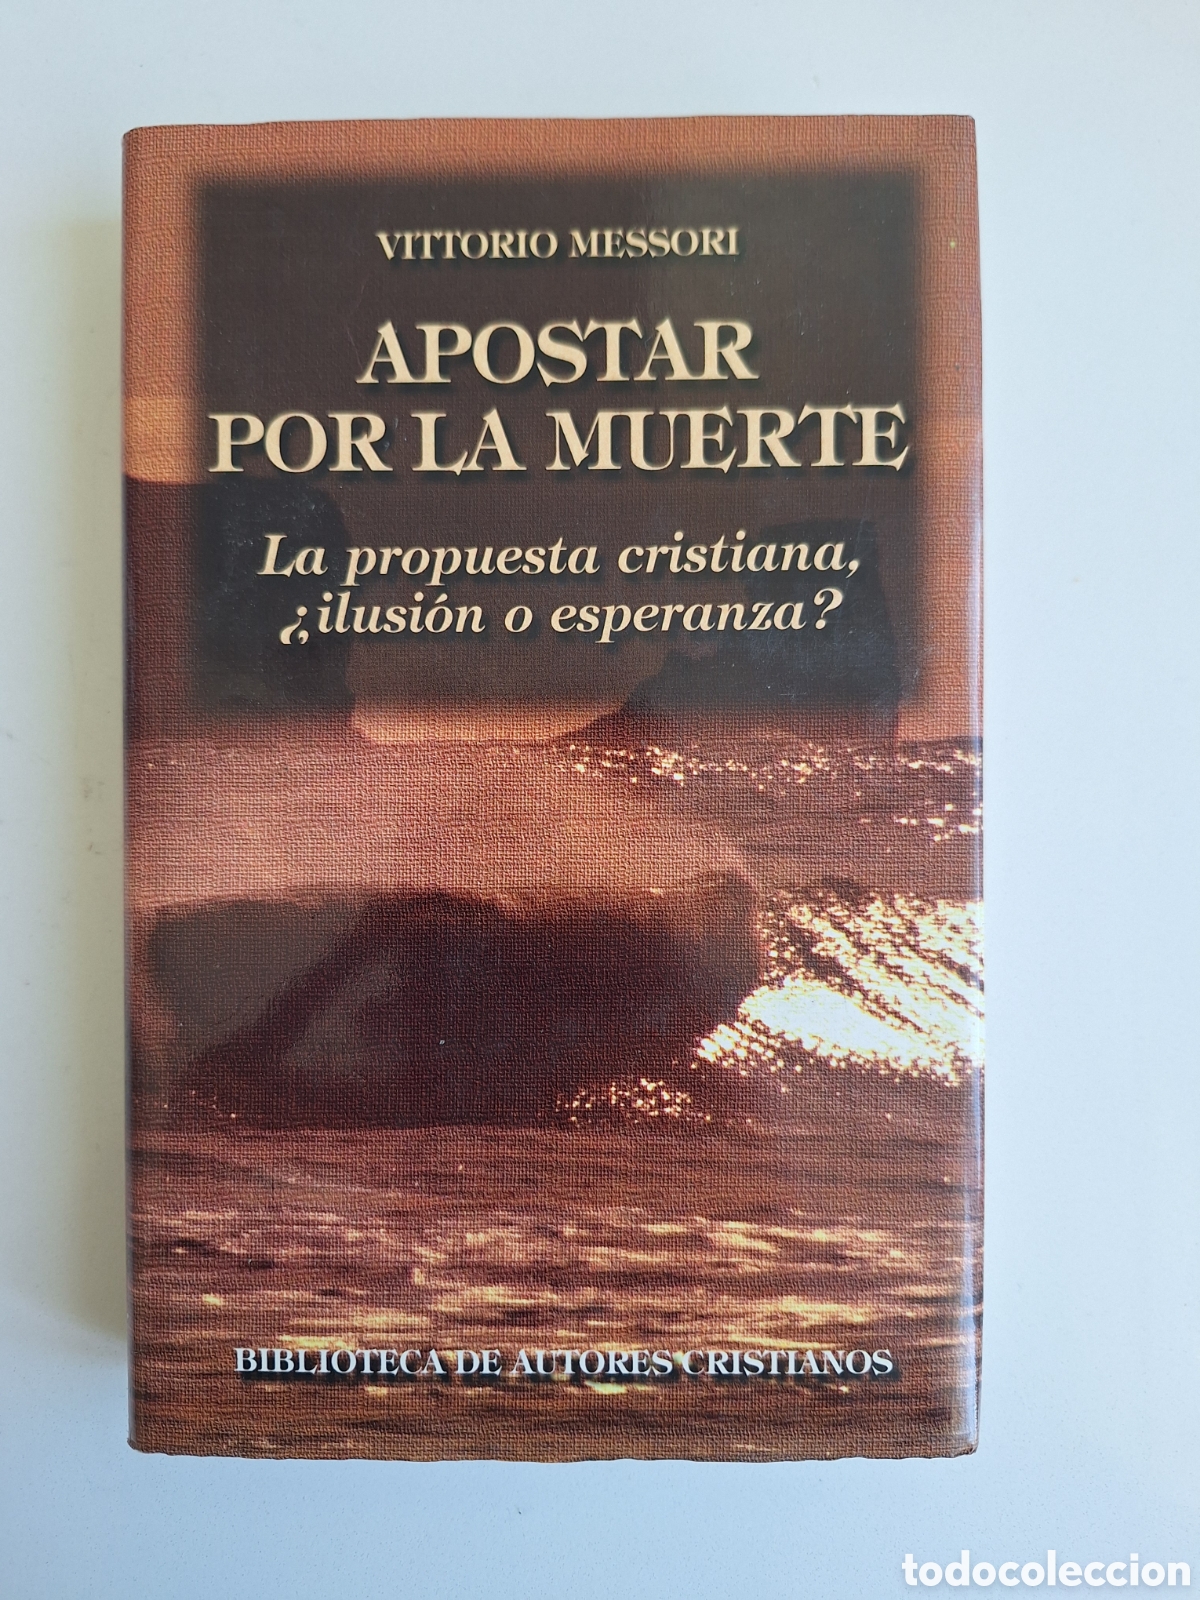 VITTORIO MESSORI
APOSTAR
POR LA MUERTE
La propuesta cristiana,
¿ilusión o esperanza?
BIBLIOTECA DE AUTORES CRISTIANOS
todocoleccion